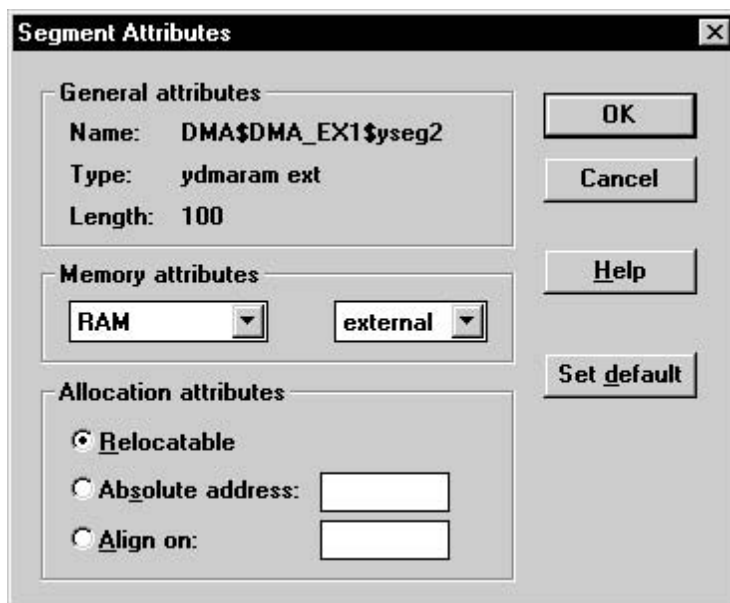 Segment Attributes
General attributes
Name: DMA$DMA_EX1$yseg2
Type: ydmaram ext
Length: 100
Memory attributes
RAM external
Allocation attributes
Relocatable
Absolute address:
Align on:
OK
Cancel
Help
Set default